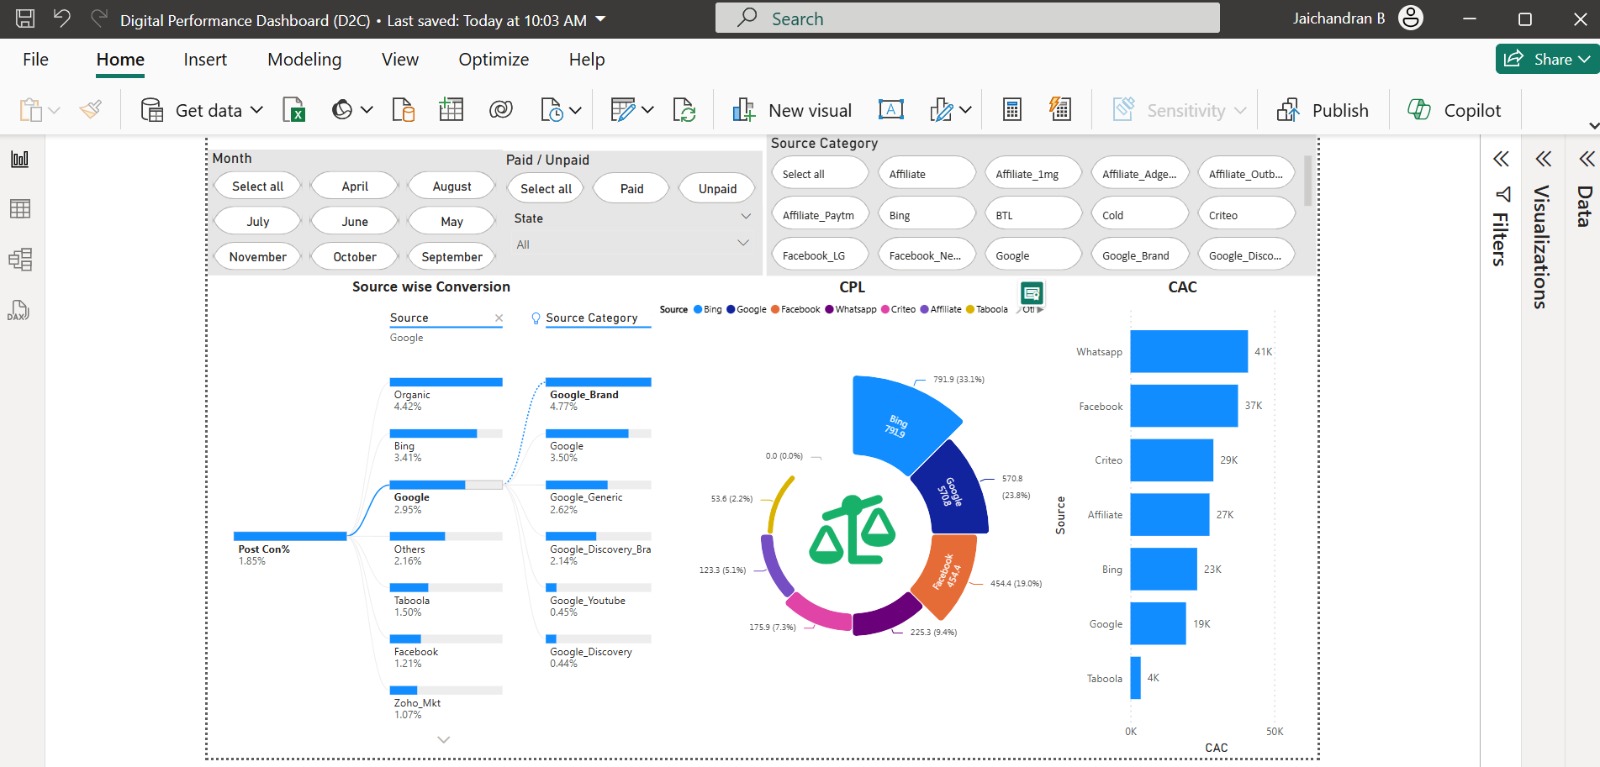 Digital Performance Dashboard (D2C) • Last saved: Today at 10:03 AM
Search
Jaichandran B
File
Home
Insert
Modeling
View
Optimize
Help
Share
Get data
New visual
Sensitivity
Publish
Copilot
Month
Select all
April
August
July
June
May
November
October
September
Paid / Unpaid
Select all
Paid
Unpaid
State
All
Source Category
Select all
Affiliate
Affiliate_1mg
Affiliate_Adge...
Affiliate_Outb...
Affiliate_Paytm
Bing
BTL
Cold
Criteo
Facebook_LG
Facebook_Ne...
Google
Google_Brand
Google_Disco...
Filters
Visualizations
Data
DAX
Source wise Conversion
Source
Google
Source Category
Post Con%
1.85%
Organic
4.42%
Bing
3.41%
Google
2.95%
Others
2.16%
Taboola
1.50%
Facebook
1.21%
Zoho_Mkt
1.07%
Google_Brand
4.77%
Google
3.50%
Google_Generic
2.62%
Google_Discovery_Bra
2.14%
Google_Youtube
0.45%
Google_Discovery
0.44%
CPL
Source Bing Google Facebook Whatsapp Criteo Affiliate Taboola
791.9 (33.1%)
Bing
791.9
570.8
(23.8%)
Google
570.8
454.4 (19.0%)
Facebook
454.4
225.3 (9.4%)
175.9 (7.3%)
123.3 (5.1%)
53.6 (2.2%)
0.0 (0.0%)
CAC
Source
Whatsapp
41K
Facebook
37K
Criteo
29K
Affiliate
27K
Bing
23K
Google
19K
Taboola
4K
0K
50K
CAC